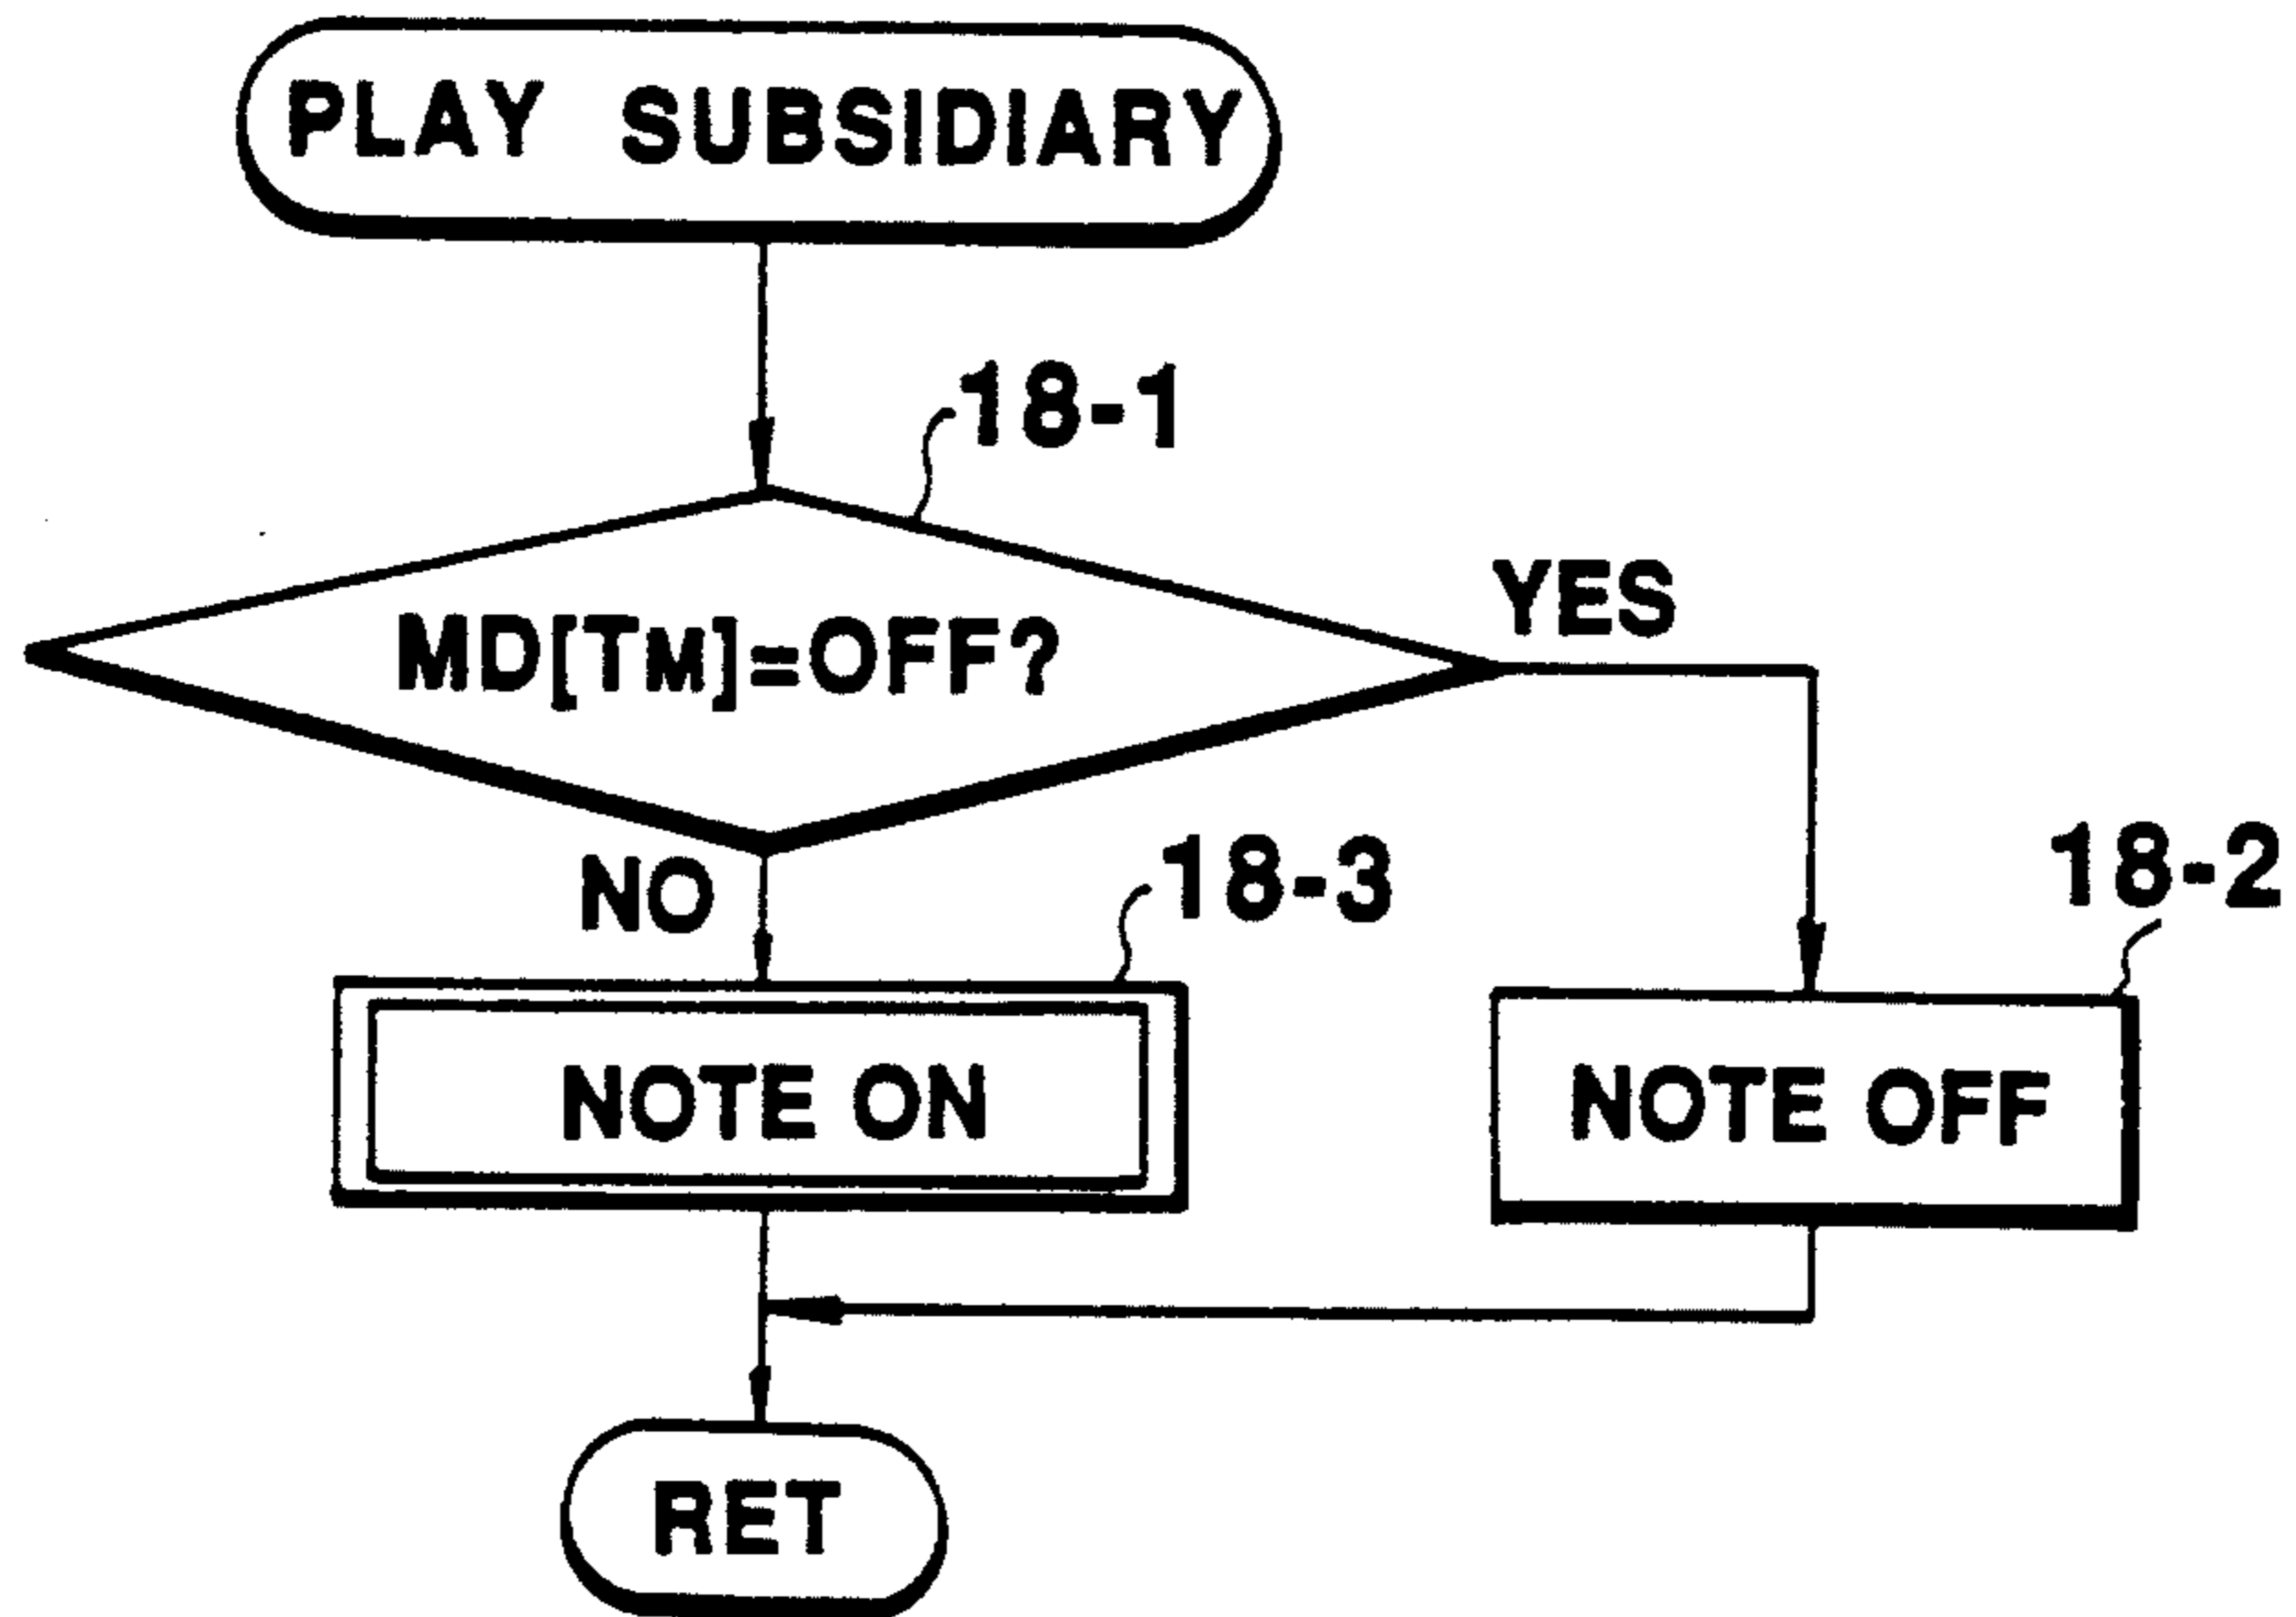 PLAY SUBSIDIARY
18-1
MD[TM]=OFF?
YES
NO
18-3
18-2
NOTE ON
NOTE OFF
RET